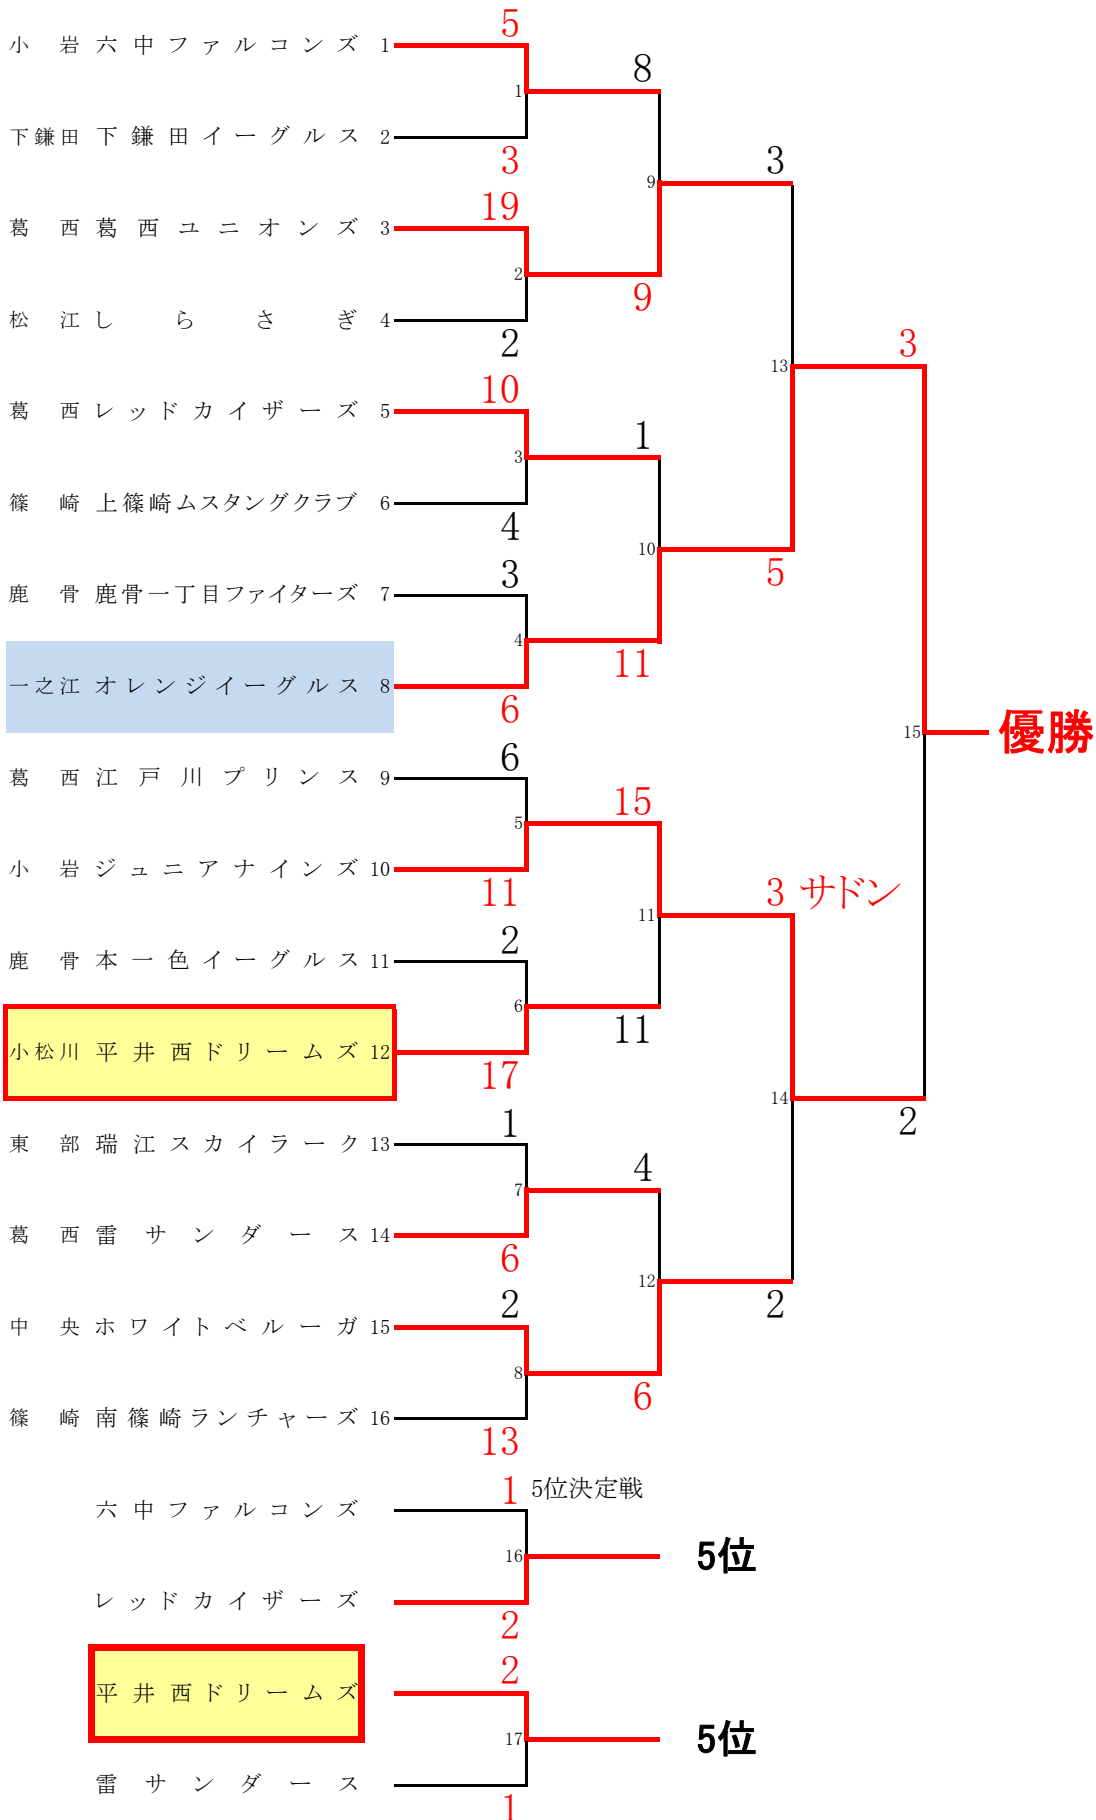 5
小岩 六中ファルコンズ 1
8
1
下鎌田 下鎌田イーグルス 2
3
3
9
19
葛西 葛西ユニオンズ 3
2
9
松江 しらさぎ 4
2
3
13
10
葛西 レッドカイザーズ 5
1
3
篠崎 上篠崎ムスタングクラブ 6
4
10
5
3
鹿骨 鹿骨一丁目ファイターズ 7
4
11
一之江 オレンジイーグルス 8
6
15 優勝
6
葛西 江戸川プリンス 9
15
5
小岩 ジュニアナインズ 10
11
3 サドン
11
2
鹿骨 本一色イーグルス 11
6
11
小松川 平井西ドリームズ 12
17
14
2
1
東部 瑞江スカイラーク 13
4
7
葛西 雷サンダース 14
6
12
2
2
中央 ホワイトベルーガ 15
8
6
篠崎 南篠崎ランチャーズ 16
13
1 5位決定戦
六中ファルコンズ
16 5位
レッドカイザーズ
2
2
平井西ドリームズ
17 5位
雷サンダース
1